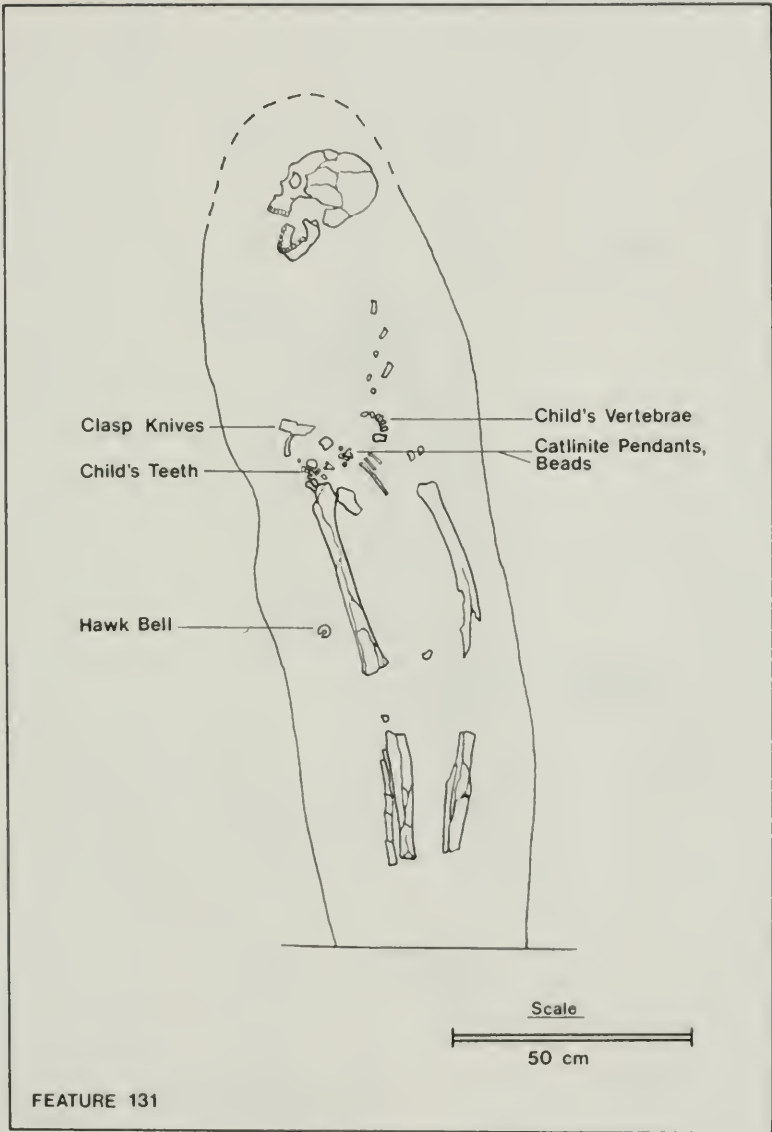 Clasp Knives
Child's Teeth
Hawk Bell
Child's Vertebrae
Catlinite Pendants,
Beads
Scale
50 cm
FEATURE 131